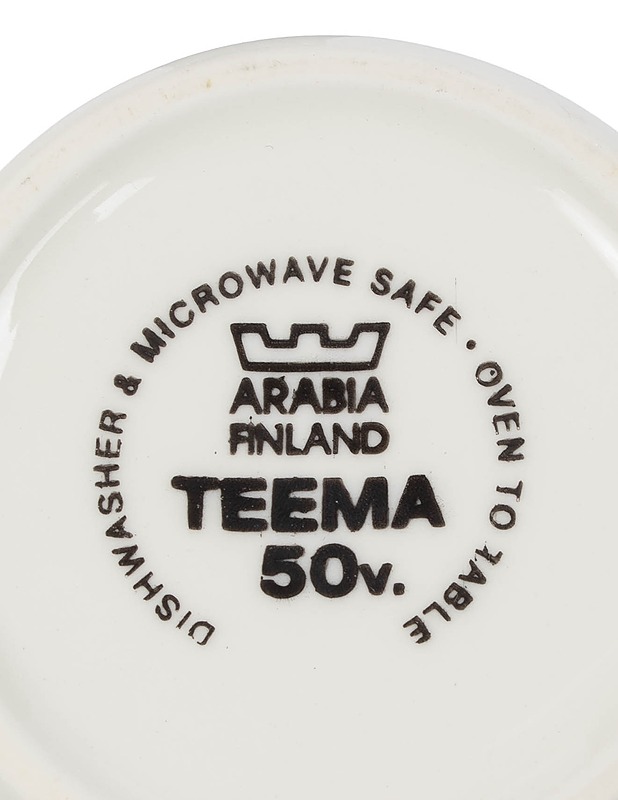 DISHWASHER & MICROWAVE SAFE • OVEN TO TABLE
ARABIA
FINLAND
TEEMA
50v.